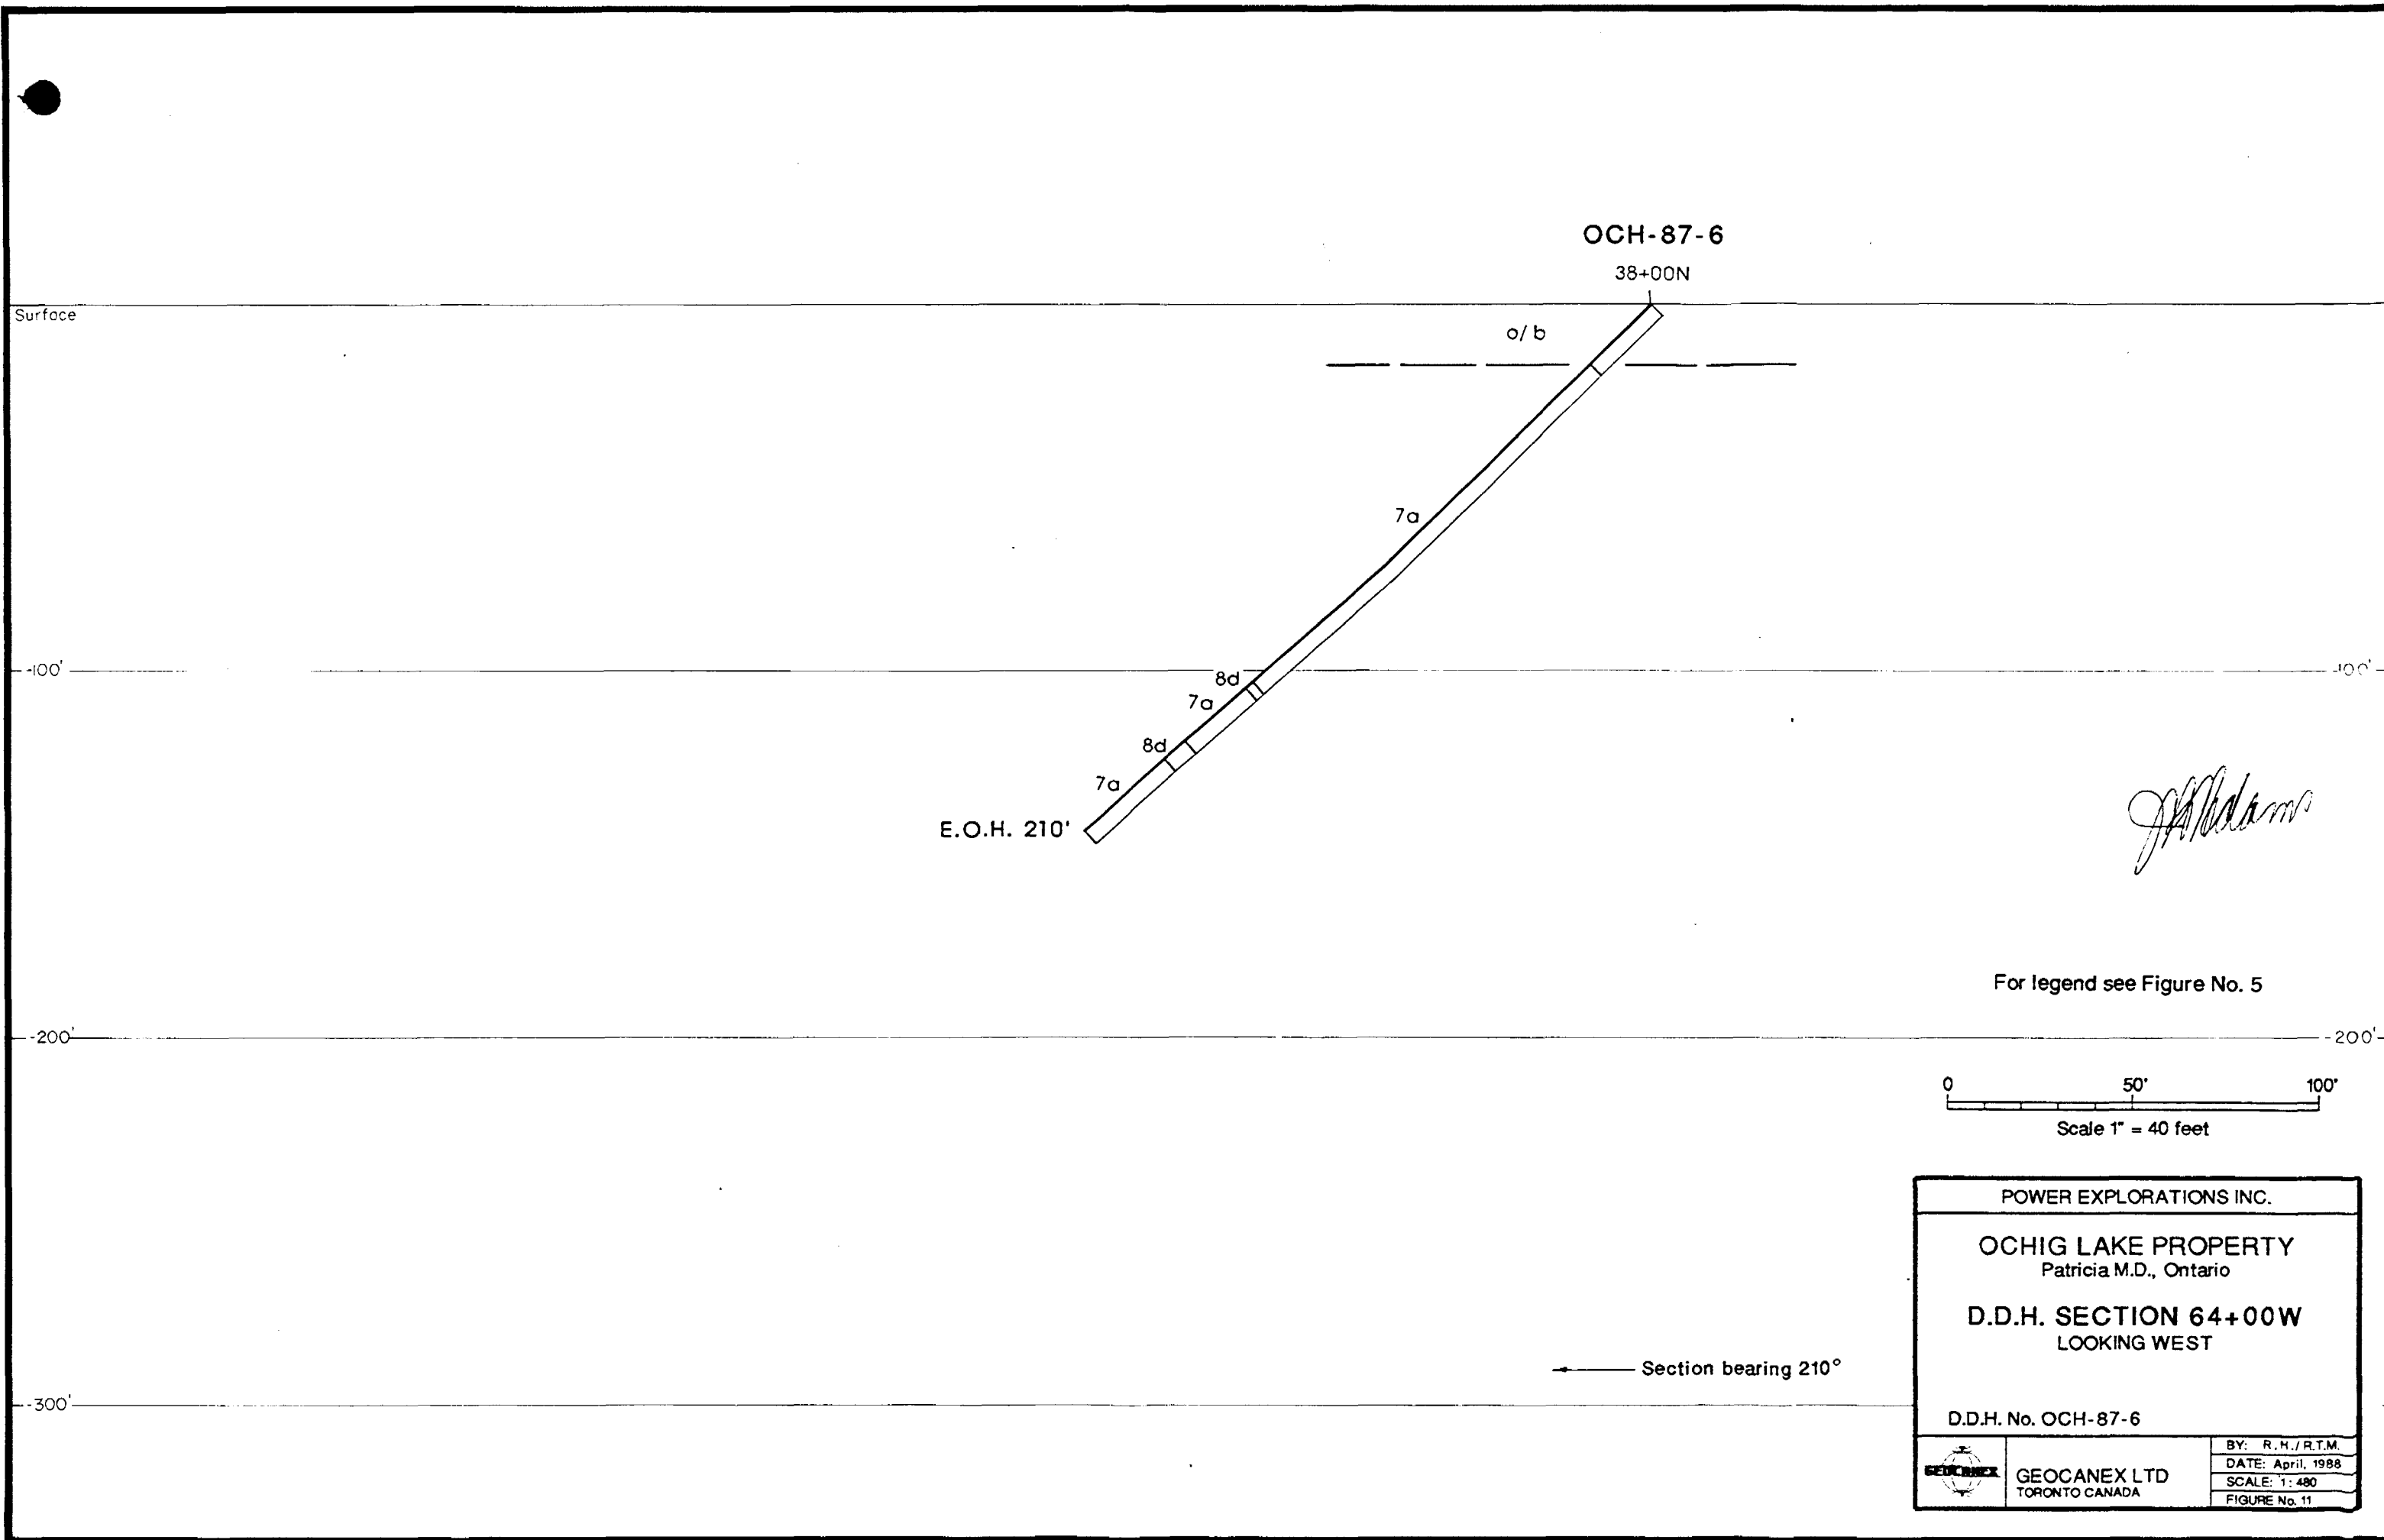 OCH-87-6
38+00N
Surface
o/b
7a
-100'
-100'
8d
7a
8d
7a
E.O.H. 210'
For legend see Figure No. 5
-200'
-200'
0 50' 100'
Scale 1" = 40 feet
POWER EXPLORATIONS INC.
OCHIG LAKE PROPERTY
Patricia M.D., Ontario
D.D.H. SECTION 64+00W
LOOKING WEST
Section bearing 210°
-300'
D.D.H. No. OCH-87-6
GEOCANEX
GEOCANEX LTD
TORONTO CANADA
BY: R.H./R.T.M.
DATE: April, 1988
SCALE: 1:480
FIGURE No. 11